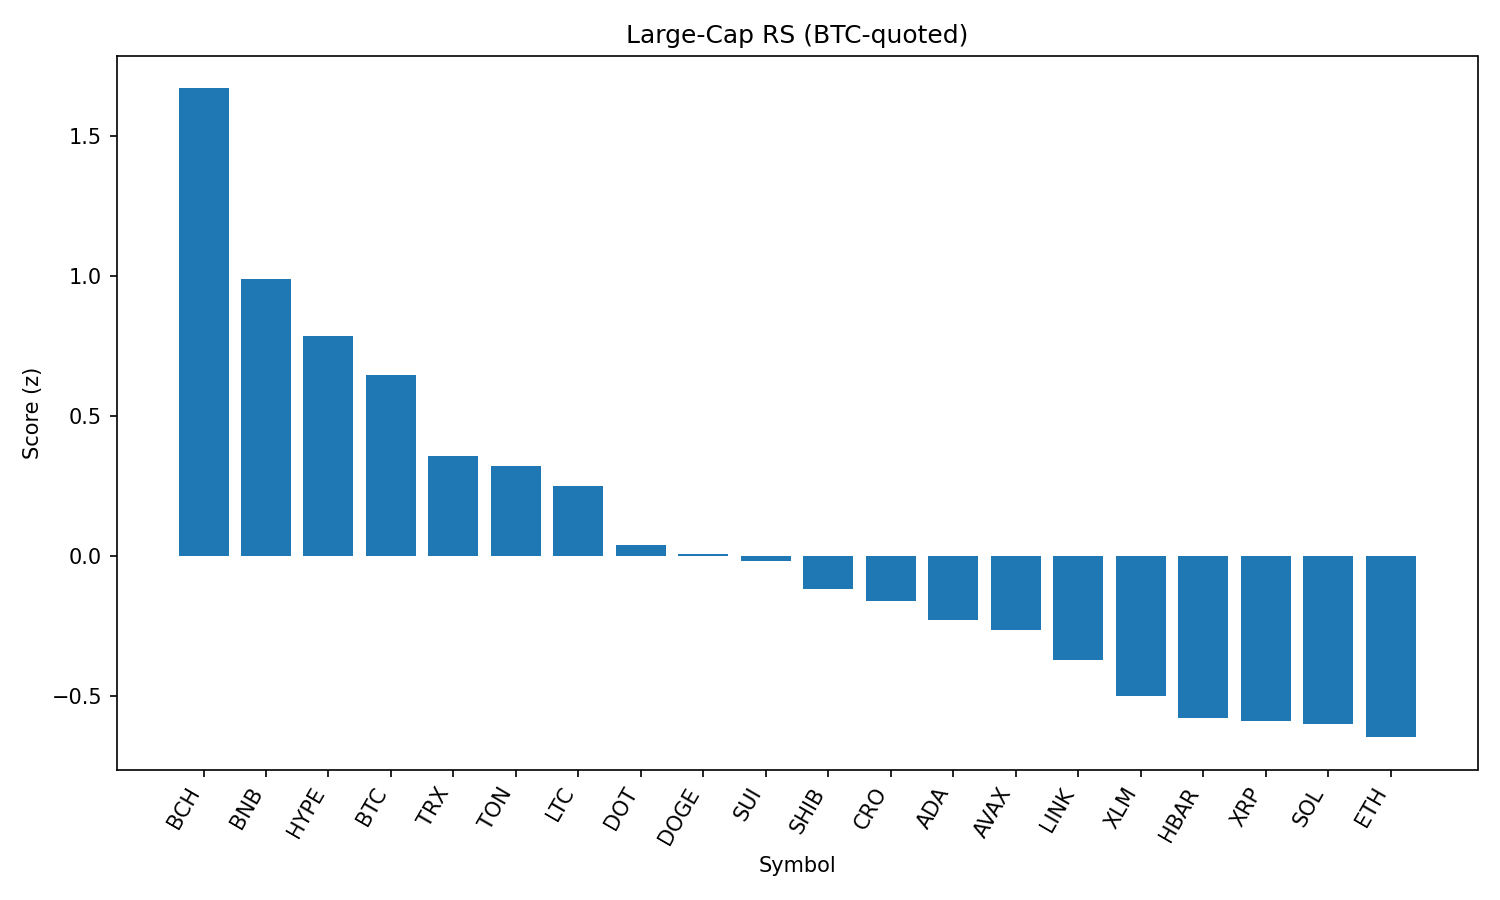 Large-Cap RS (BTC-quoted)
Score (z)
1.5
1.0
0.5
0.0
−0.5
BCH
BNB
HYPE
BTC
TRX
TON
LTC
DOT
DOGE
SUI
SHIB
CRO
ADA
AVAX
LINK
XLM
HBAR
XRP
SOL
ETH
Symbol